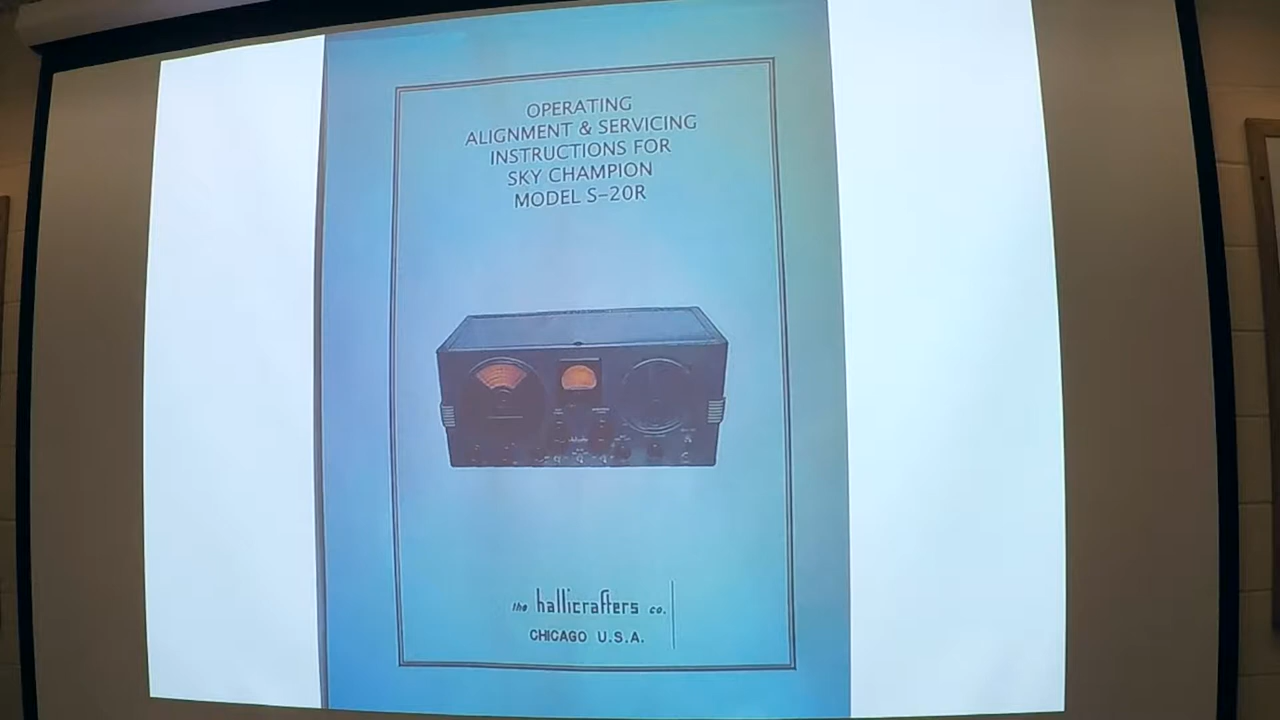 OPERATING
ALIGNMENT & SERVICING
INSTRUCTIONS FOR
SKY CHAMPION
MODEL S-20R
the hallicrafters co.
CHICAGO U.S.A.